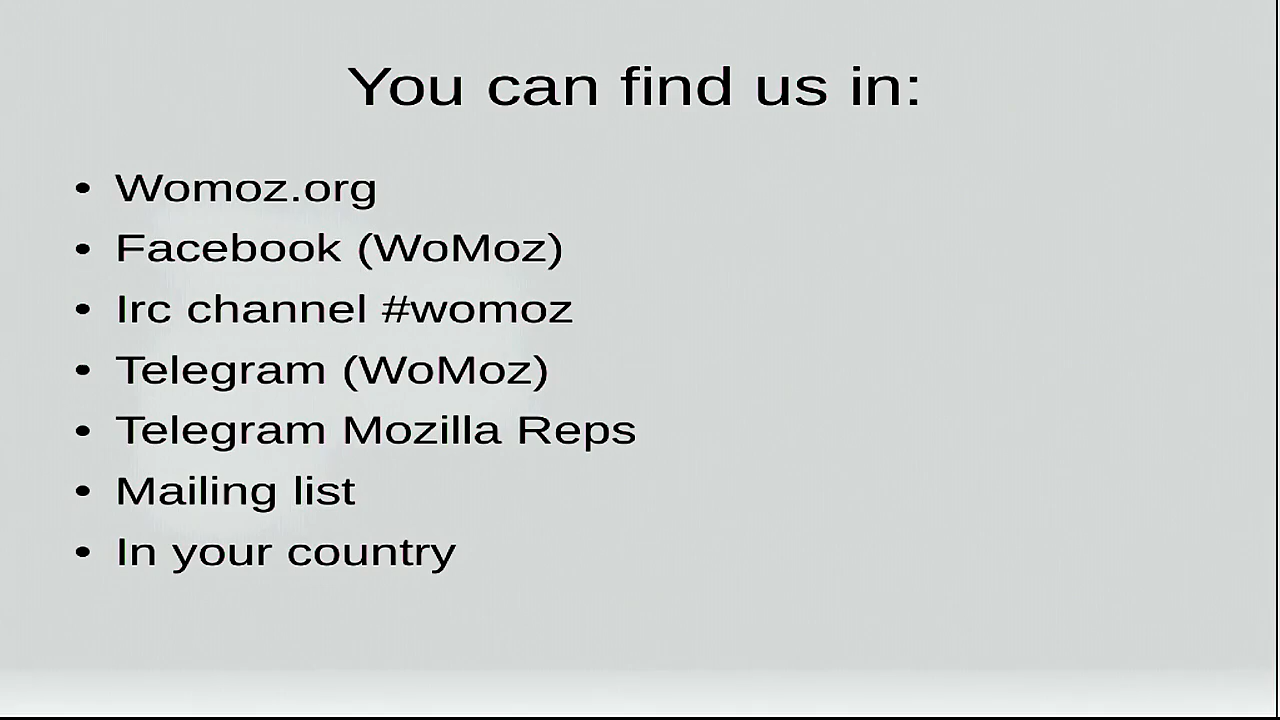 You can find us in:
• Womoz.org
• Facebook (WoMoz)
• Irc channel #womoz
• Telegram (WoMoz)
• Telegram Mozilla Reps
• Mailing list
• In your country